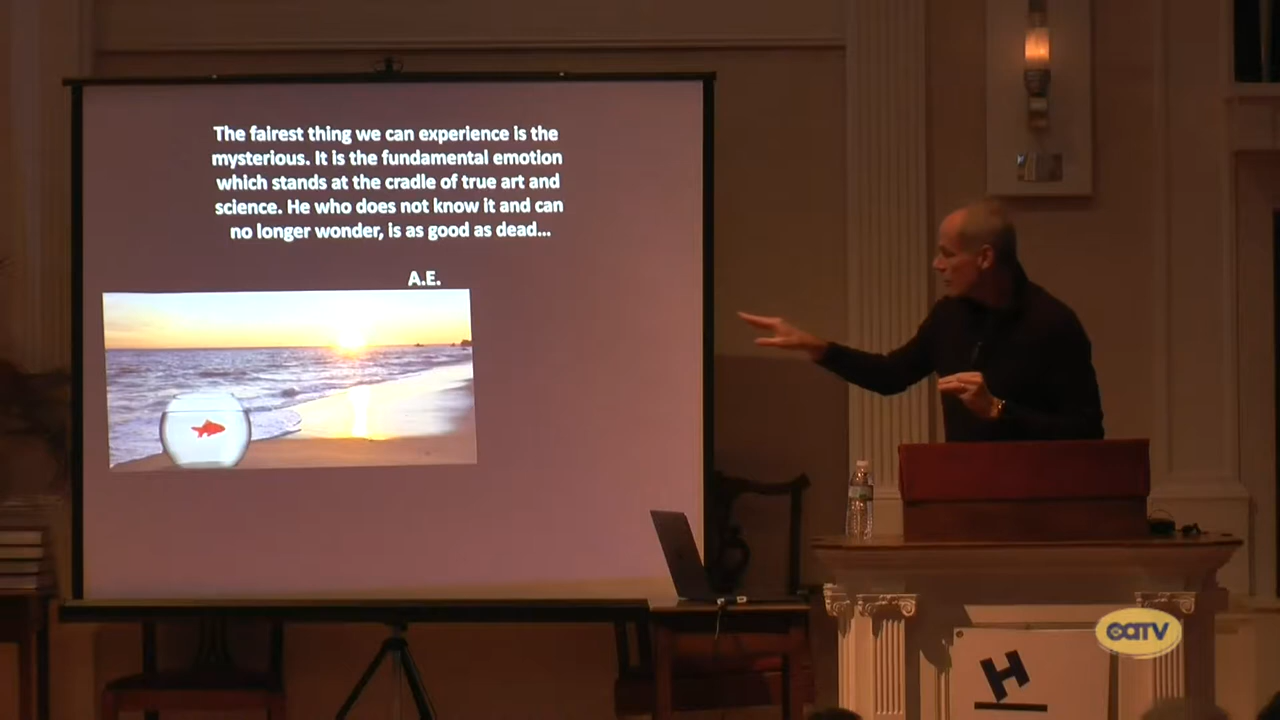 The fairest thing we can experience is the
mysterious. It is the fundamental emotion
which stands at the cradle of true art and
science. He who does not know it and can
no longer wonder, is as good as dead...
A.E.
CATV
H